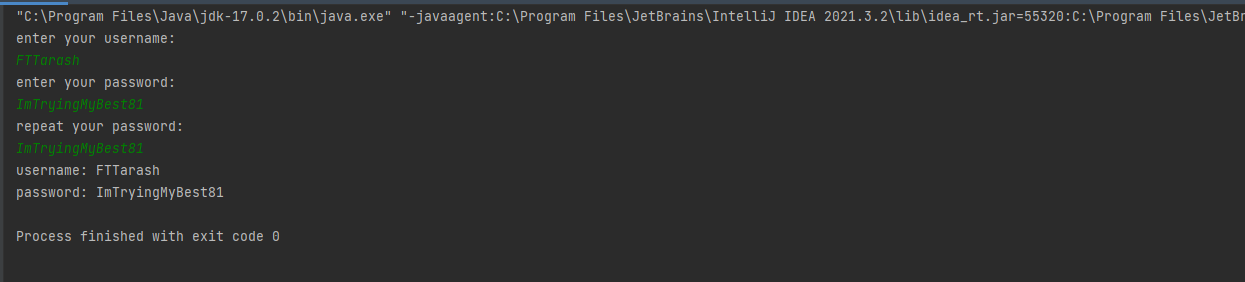 "C:\Program Files\Java\jdk-17.0.2\bin\java.exe" "-javaagent:C:\Program Files\JetBrains\IntelliJ IDEA 2021.3.2\lib\idea_rt.jar=55320:C:\Program Files\JetBr
enter your username:
FTTarash
enter your password:
ImTryingMyBest81
repeat your password:
ImTryingMyBest81
username: FTTarash
password: ImTryingMyBest81
Process finished with exit code 0